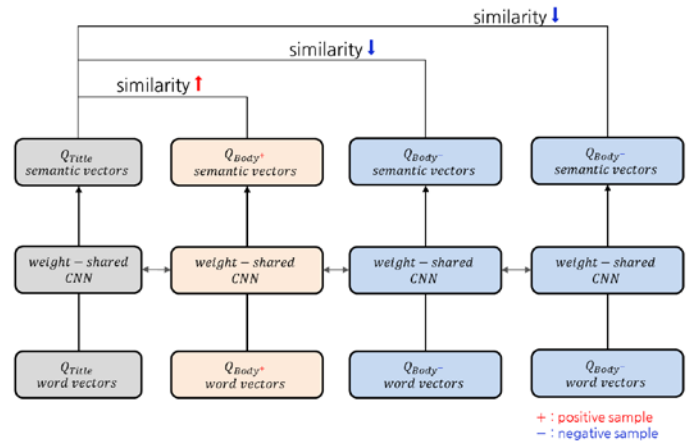 similarity ⬇
similarity ⬇
similarity ⬆
Q_Title
semantic vectors
Q_Body+
semantic vectors
Q_Body−
semantic vectors
Q_Body−
semantic vectors
weight − shared
CNN
weight − shared
CNN
weight − shared
CNN
weight − shared
CNN
Q_Title
word vectors
Q_Body+
word vectors
Q_Body−
word vectors
Q_Body−
word vectors
+ : positive sample
− : negative sample